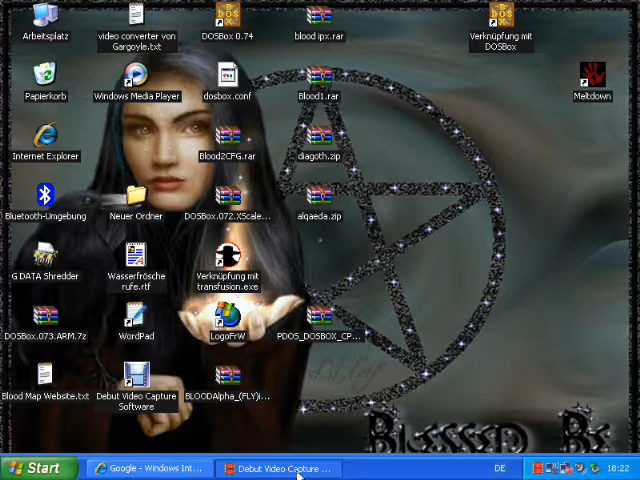 Arbeitsplatz
video converter von
Gargoyle.txt
DOSBox 0.74
blood ipx.rar
Verknüpfung mit
DOSBox
Papierkorb
Windows Media Player
dosbox.conf
Blood1.rar
Meltdown
Internet Explorer
Blood2CFG.rar
diagoth.zip
Bluetooth-Umgebung
Neuer Ordner
DOSBox.072.XScale...
alqaeda.zip
G DATA Shredder
Wasserfrösche
rufe.rtf
Verknüpfung mit
transfusion.exe
DOSBox.073.ARM.7z
WordPad
LogoFrW
PDOS_DOSBOX_CP...
Blood Map Website.txt
Debut Video Capture
Software
BLOODAlpha_(FLY)i...
Blessed Be
Start
Google - Windows Int...
Debut Video Capture ...
DE
18:22